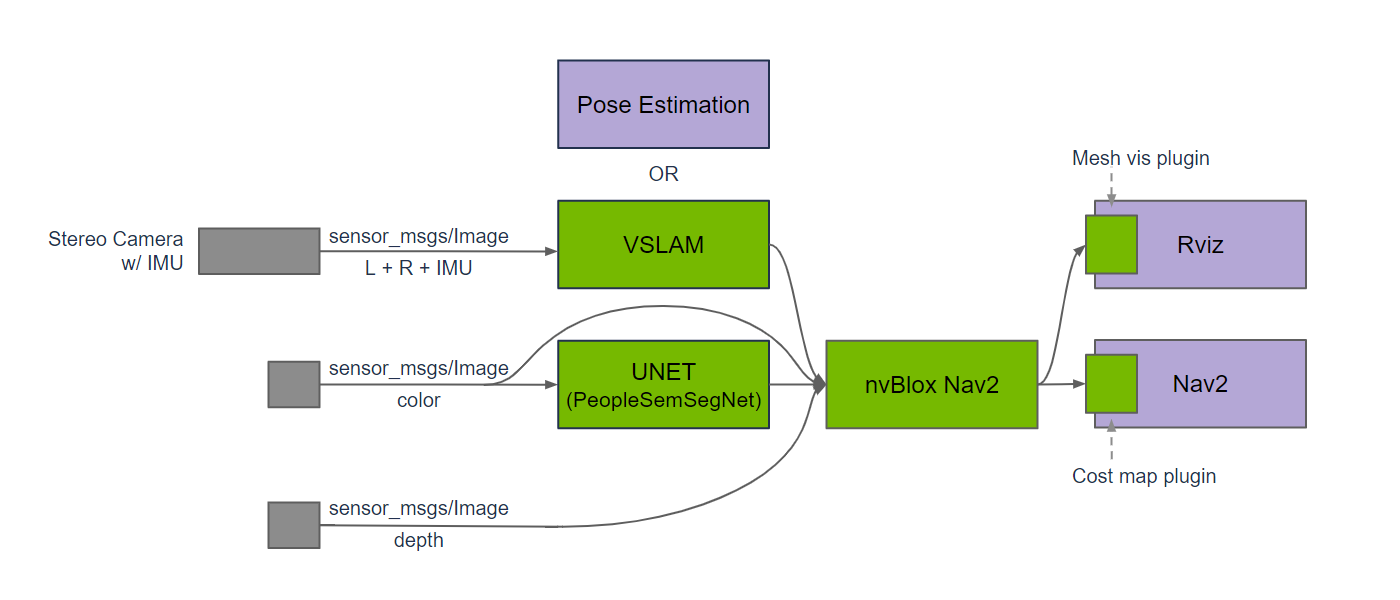 Pose Estimation
OR
Mesh vis plugin
Stereo Camera
w/ IMU
sensor_msgs/Image
L + R + IMU
VSLAM
Rviz
sensor_msgs/Image
color
UNET
(PeopleSemSegNet)
nvBlox Nav2
Nav2
Cost map plugin
sensor_msgs/Image
depth